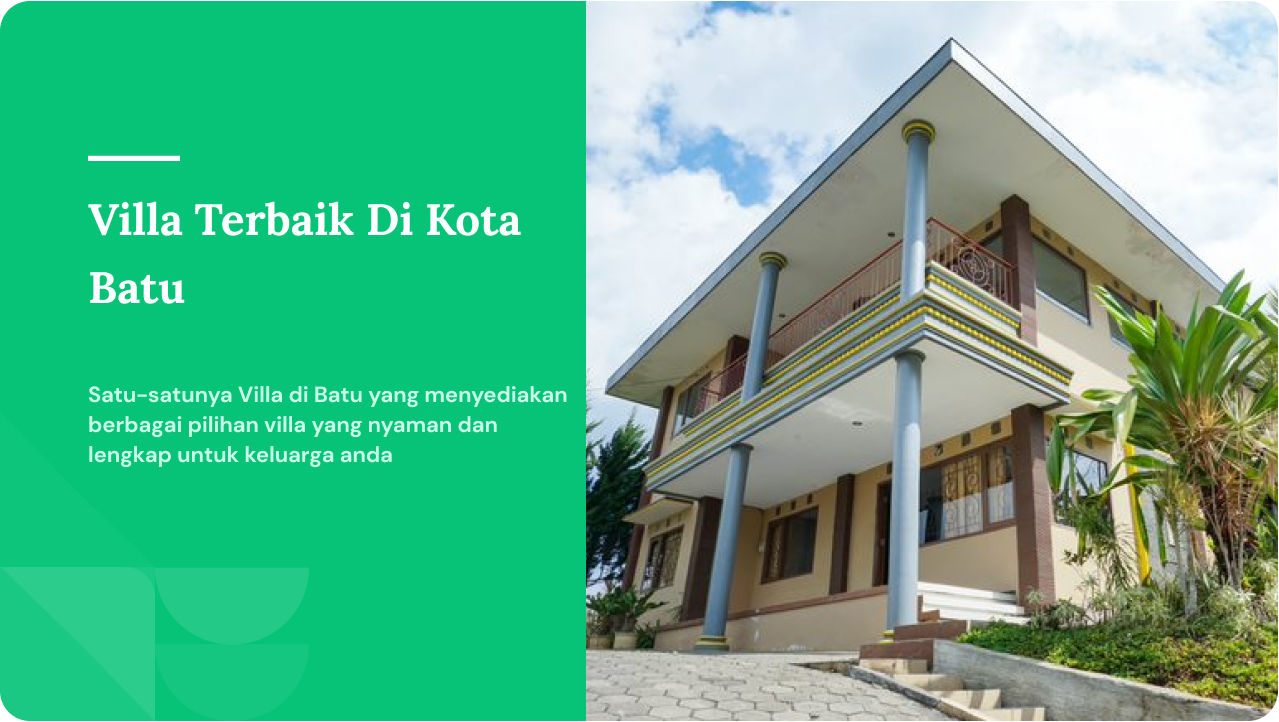 Villa Terbaik Di Kota
Batu
Satu-satunya Villa di Batu yang menyediakan
berbagai pilihan villa yang nyaman dan
lengkap untuk keluarga anda